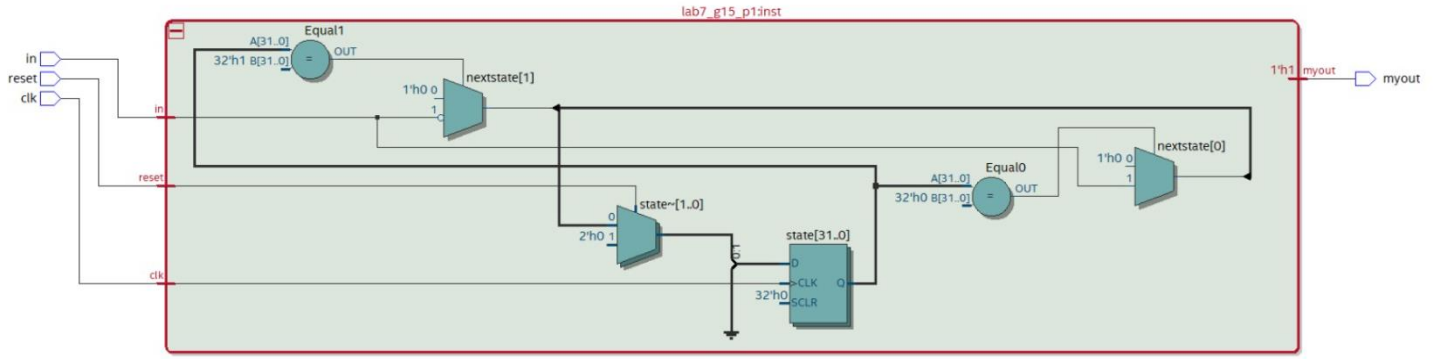 lab7_g15_p1:inst
Equal1
A[31..0]
32'h1 B[31..0]
=
OUT
in
reset
clk
nextstate[1]
1'h0 0
1
in
1'h1 myout
myout
nextstate[0]
1'h0 0
1
Equal0
A[31..0]
32'h0 B[31..0]
=
OUT
reset
state~[1..0]
0
2'h0 1
state[31..0]
1:0
D
>CLK
Q
32'h0
SCLR
clk